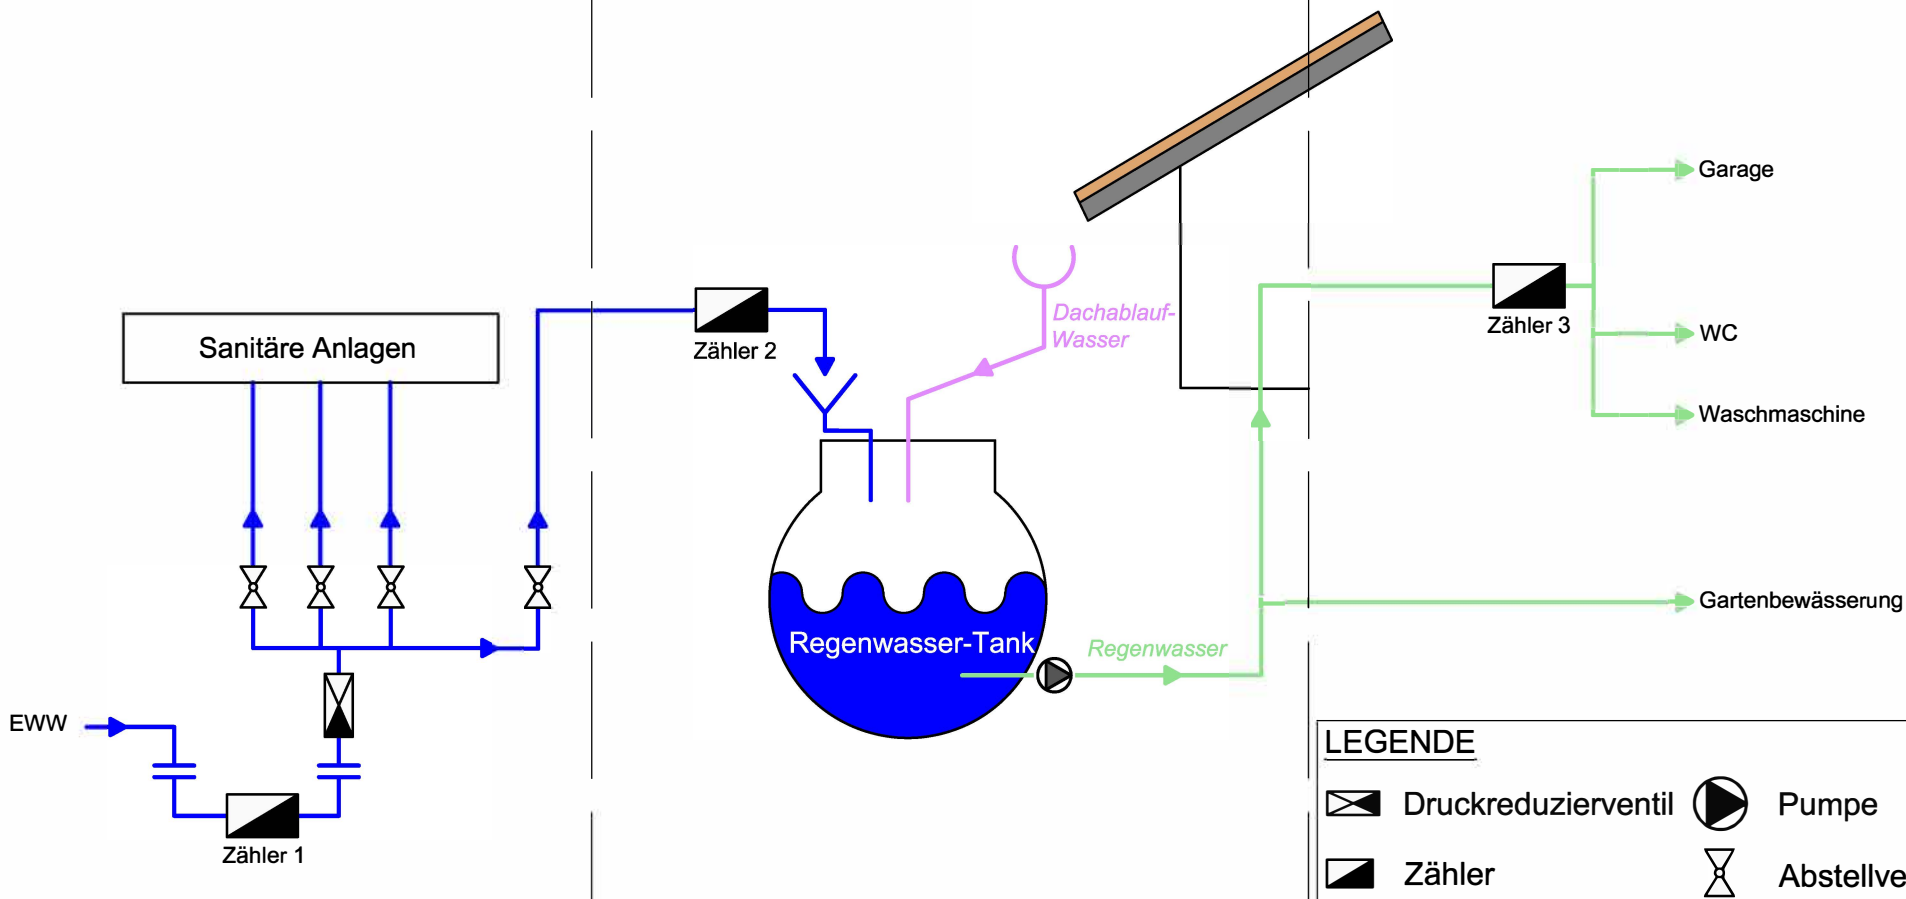 Garage
Dachablauf-
Wasser
Zähler 3
Sanitäre Anlagen
Zähler 2
WC
Waschmaschine
Gartenbewässerung
Regenwasser-Tank
Regenwasser
EWW
Zähler 1
LEGENDE
Druckreduzierventil
Pumpe
Zähler
Abstellve